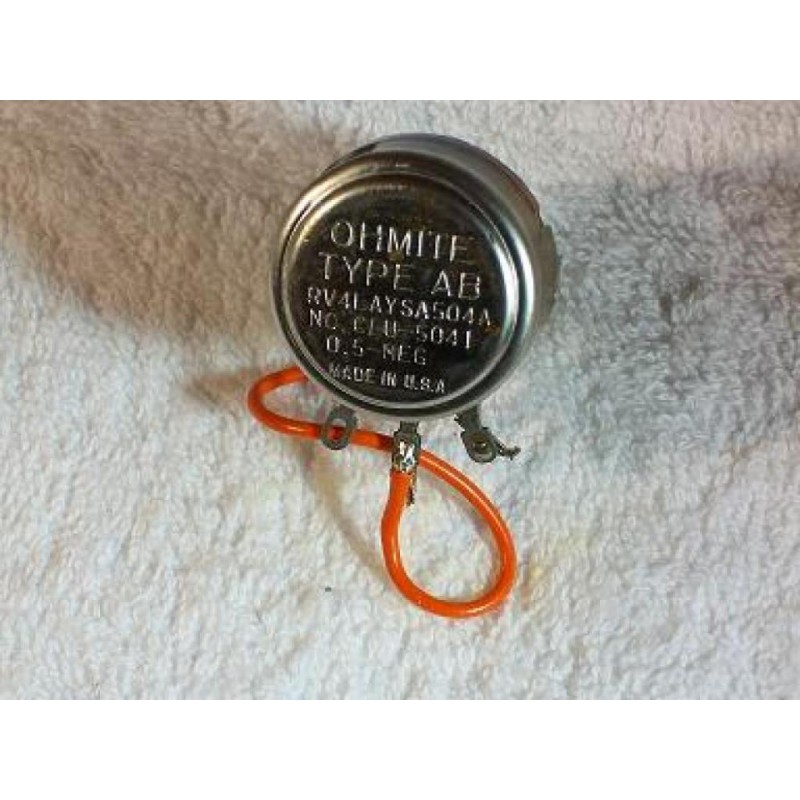 OHMITE
TYPE AB
RV4LAYSA504A
NO. CLU-5041
0.5-MEG
MADE IN U.S.A